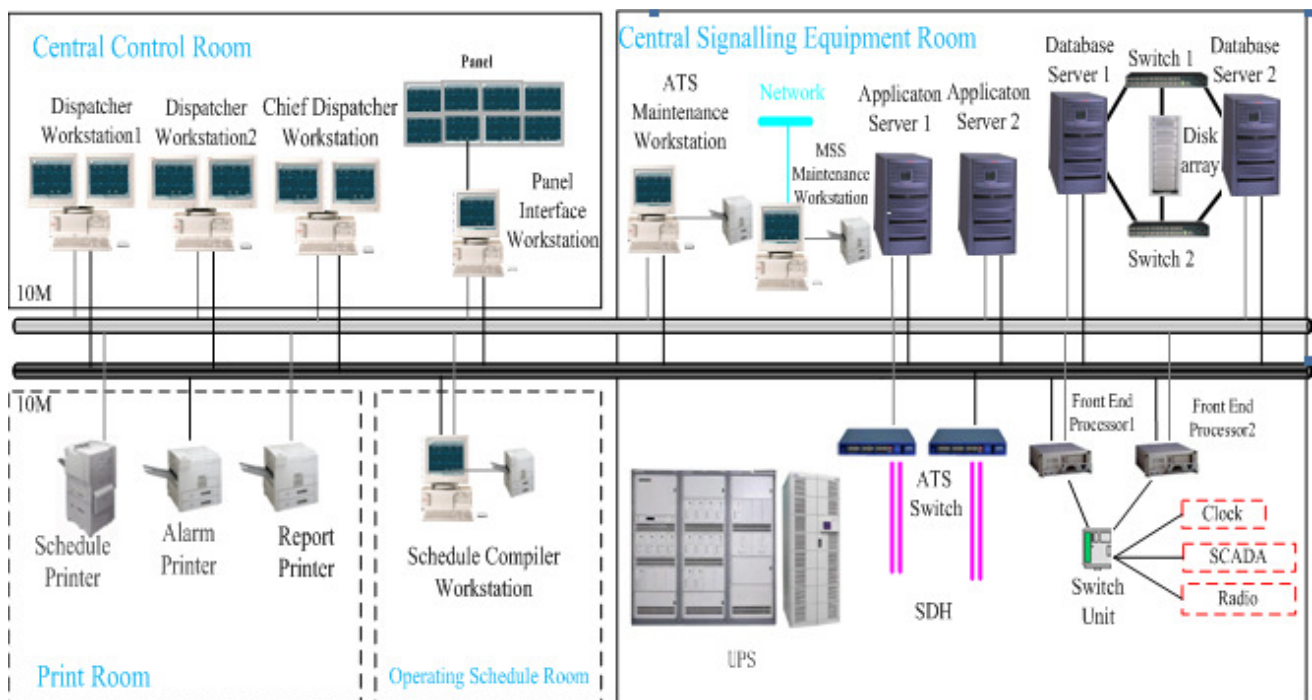 Central Control Room
Dispatcher
Workstation1
Dispatcher
Workstation2
Chief Dispatcher
Workstation
Panel
Panel
Interface
Workstation
10M
Central Signalling Equipment Room
ATS
Maintenance
Workstation
Network
MSS
Maintenance
Workstation
Applicaton
Server 1
Applicaton
Server 2
Database
Server 1
Switch 1
Database
Server 2
Disk
array
Switch 2
10M
Schedule
Printer
Alarm
Printer
Report
Printer
Print Room
Schedule Compiler
Workstation
Operating Schedule Room
UPS
ATS
Switch
SDH
Front End
Processor1
Front End
Processor2
Switch
Unit
Clock
SCADA
Radio